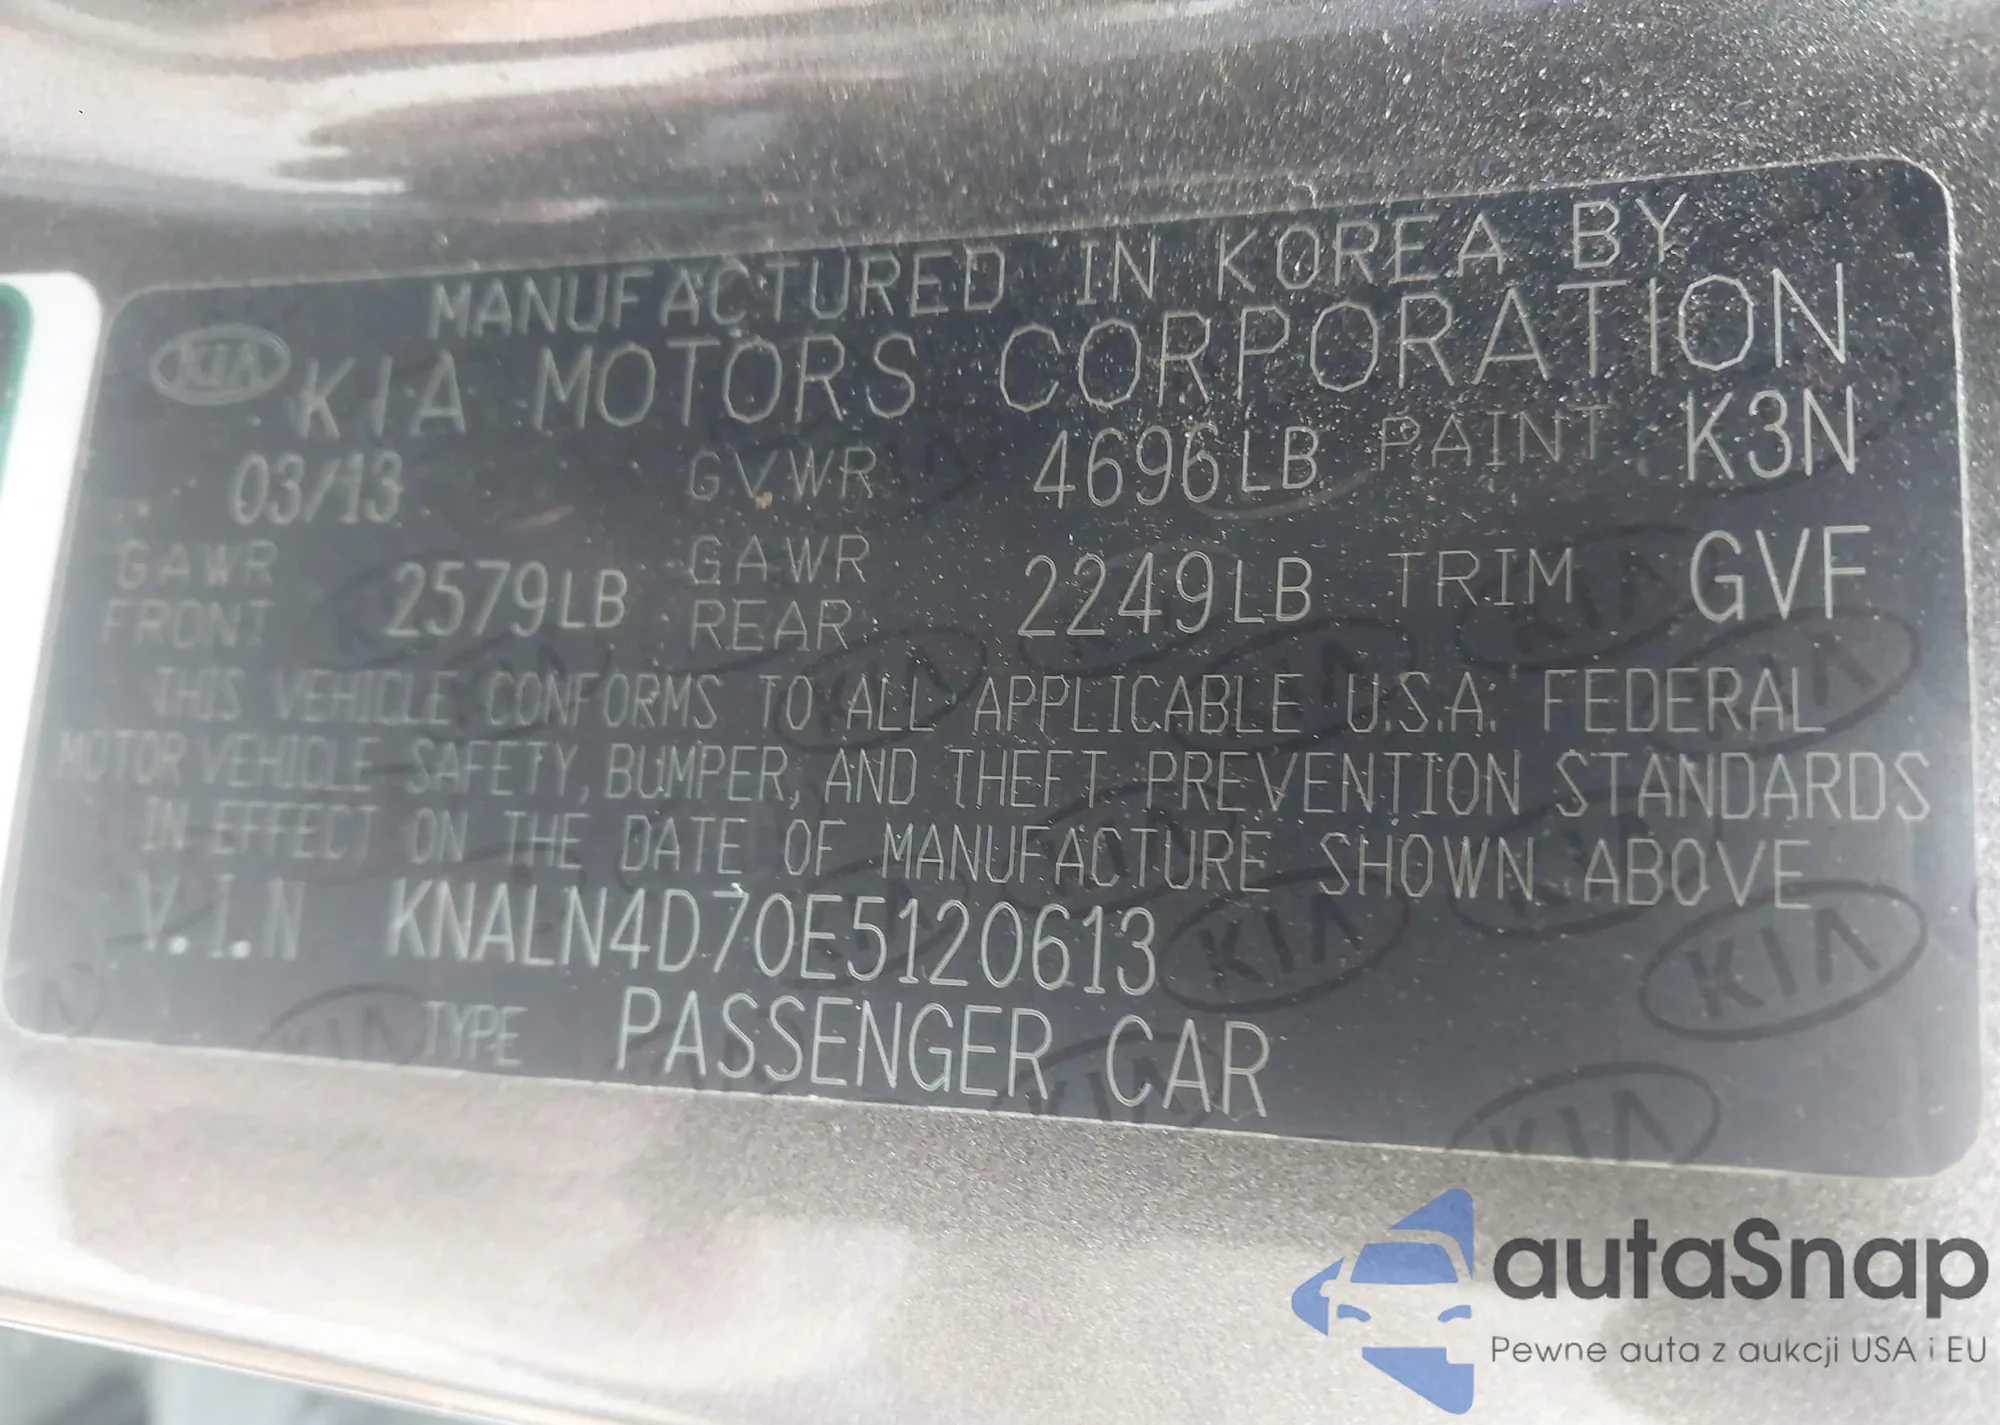 MANUFACTURED IN KOREA BY
KIA KIA MOTORS CORPORATION
03/13 GVWR 4696LB PAINT K3N
GAWR FRONT 2579LB GAWR REAR 2249LB TRIM GVF
THIS VEHICLE CONFORMS TO ALL APPLICABLE U.S.A. FEDERAL
MOTOR VEHICLE SAFETY, BUMPER, AND THEFT PREVENTION STANDARDS
IN EFFECT ON THE DATE OF MANUFACTURE SHOWN ABOVE
V.I.N KNALN4D70E5120613
TYPE PASSENGER CAR
autaSnap
Pewne auta z aukcji USA i EU